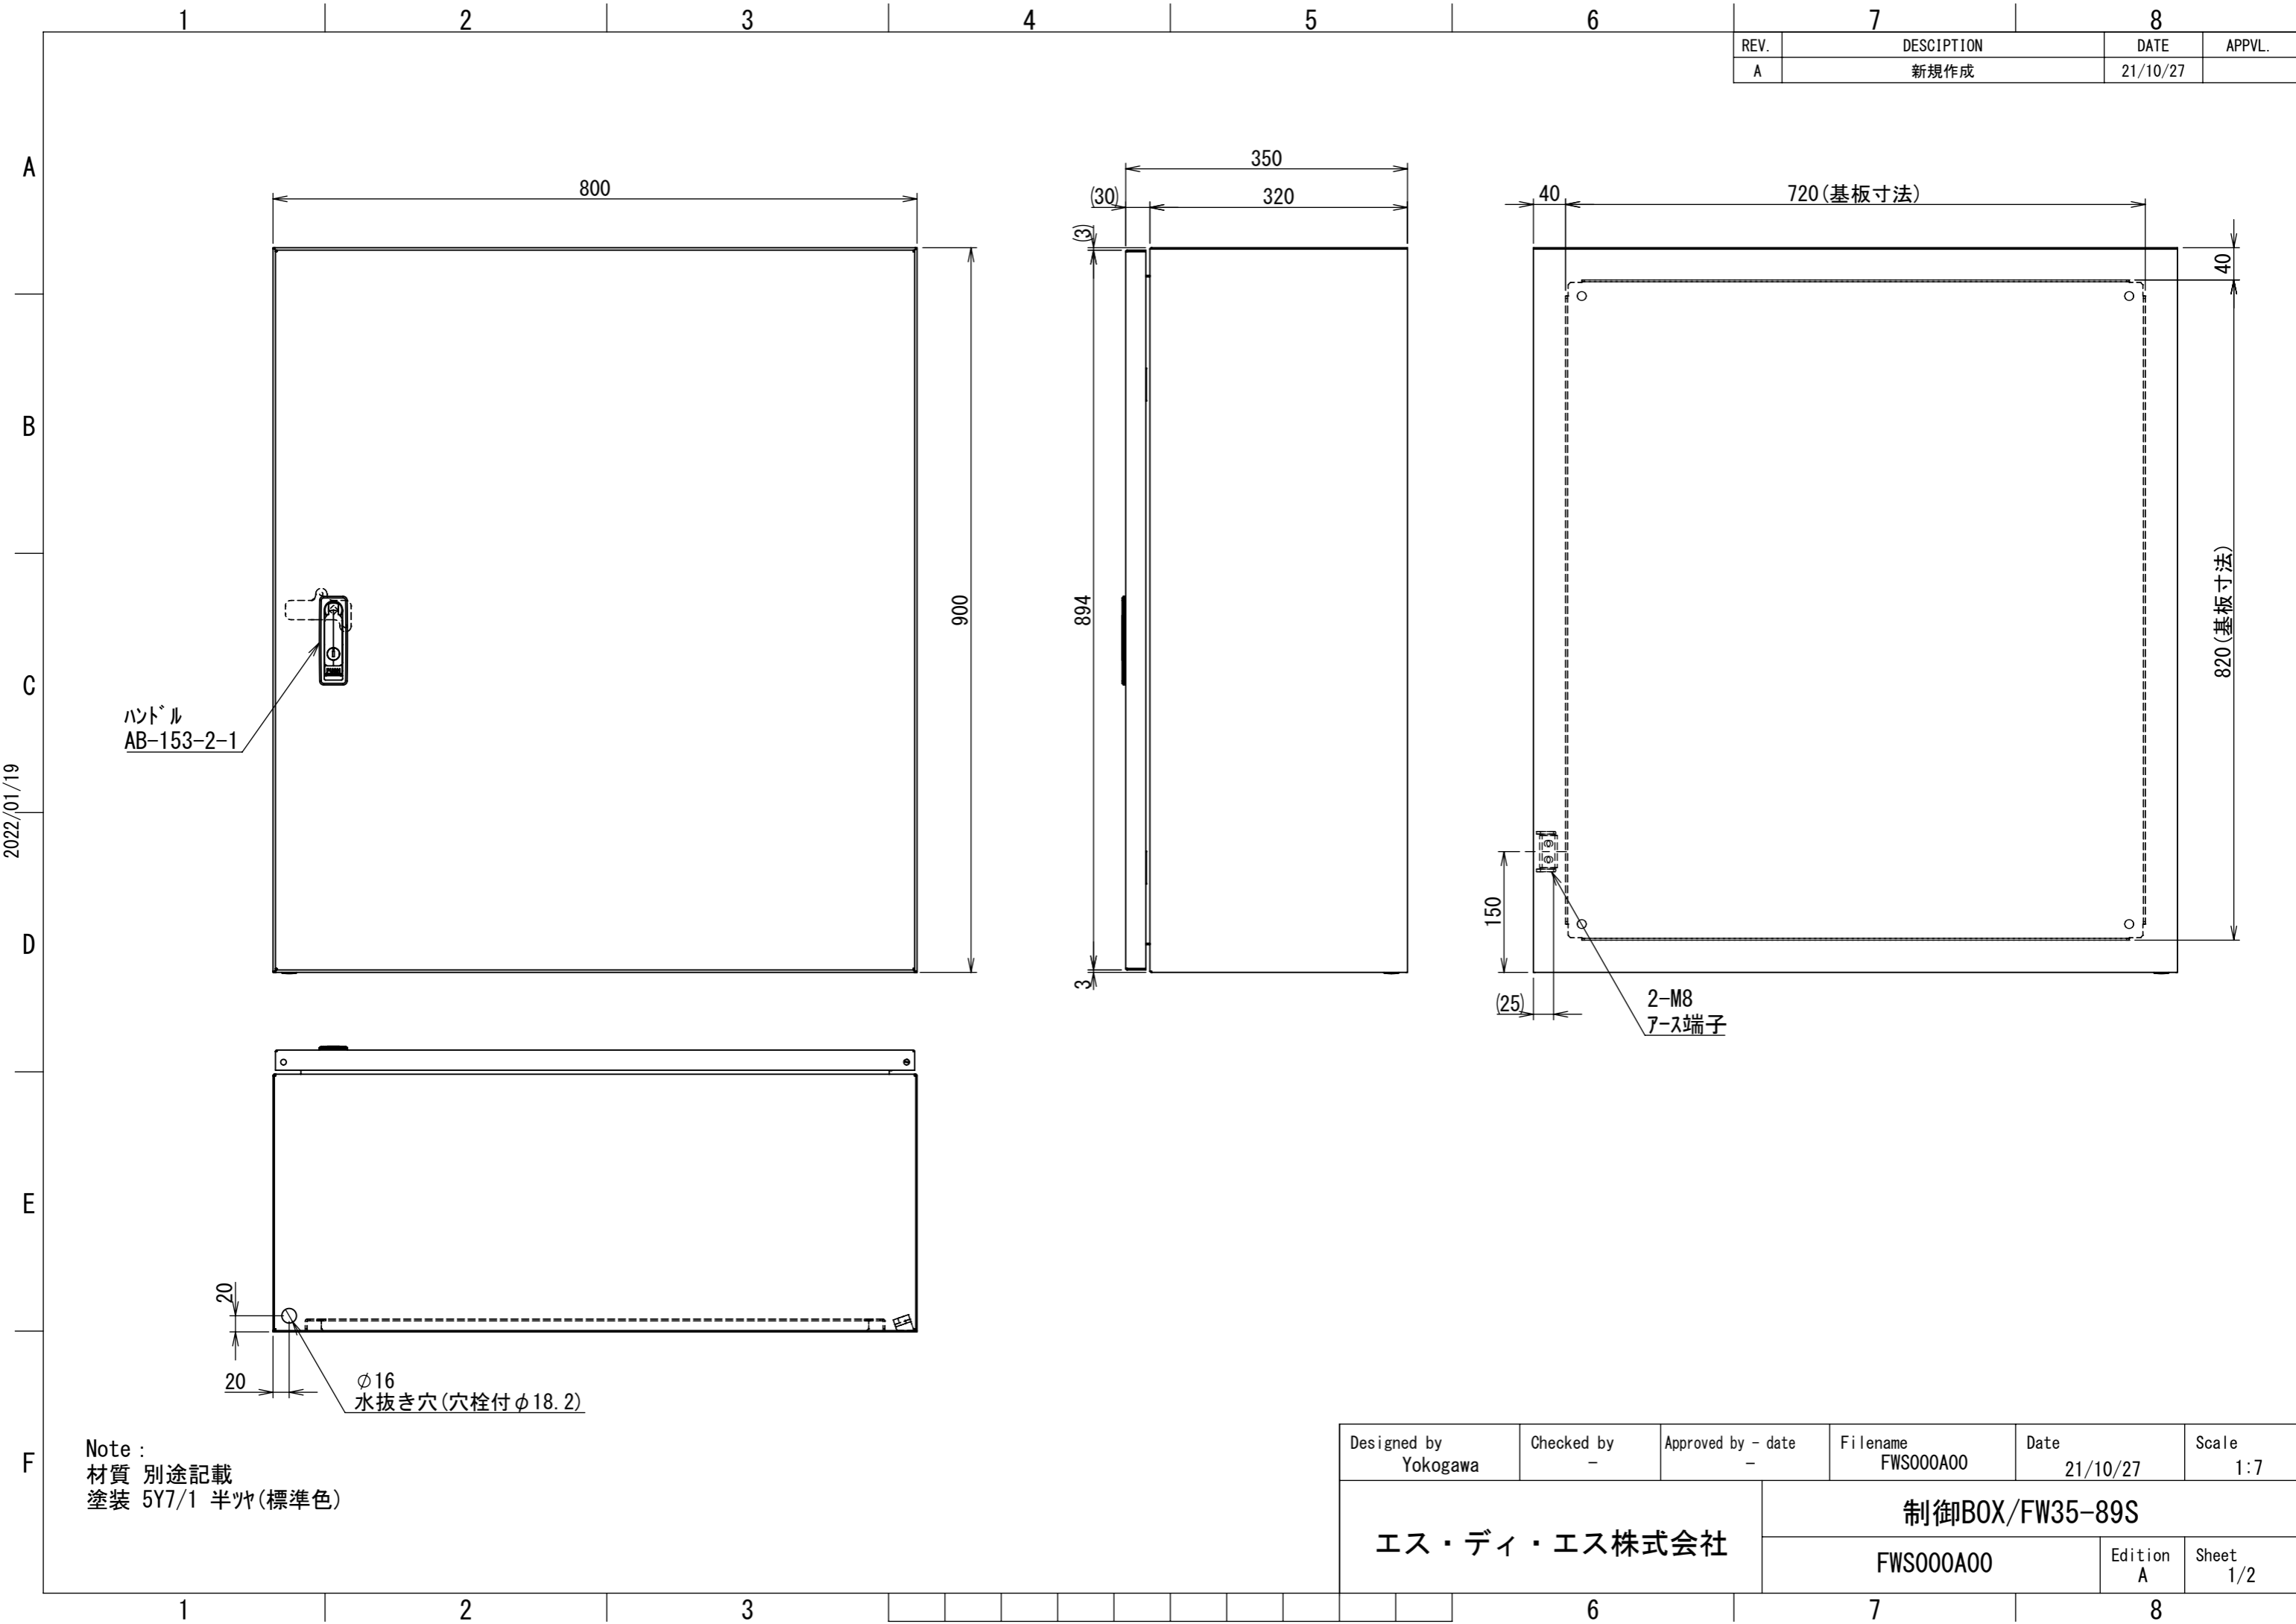 1 2 3 4 5 6 7 8
REV. DESCIPTION DATE APPVL.
A 新規作成 21/10/27
A
B
C
D
E
F
2022/01/19
800
900
ハンドル
AB-153-2-1
350
(30) 320
(3)
894
3
40 720(基板寸法)
40
820(基板寸法)
150
(25)
2-M8
アース端子
20
20
φ16
水抜き穴(穴栓付φ18.2)
Note :
材質 別途記載
塗装 5Y7/1 半ツヤ(標準色)
Designed by
Yokogawa
Checked by
-
Approved by - date
-
Filename
FWS000A00
Date
21/10/27
Scale
1:7
エス・ディ・エス株式会社
制御BOX/FW35-89S
FWS000A00
Edition
A
Sheet
1/2
1 2 3 6 7 8